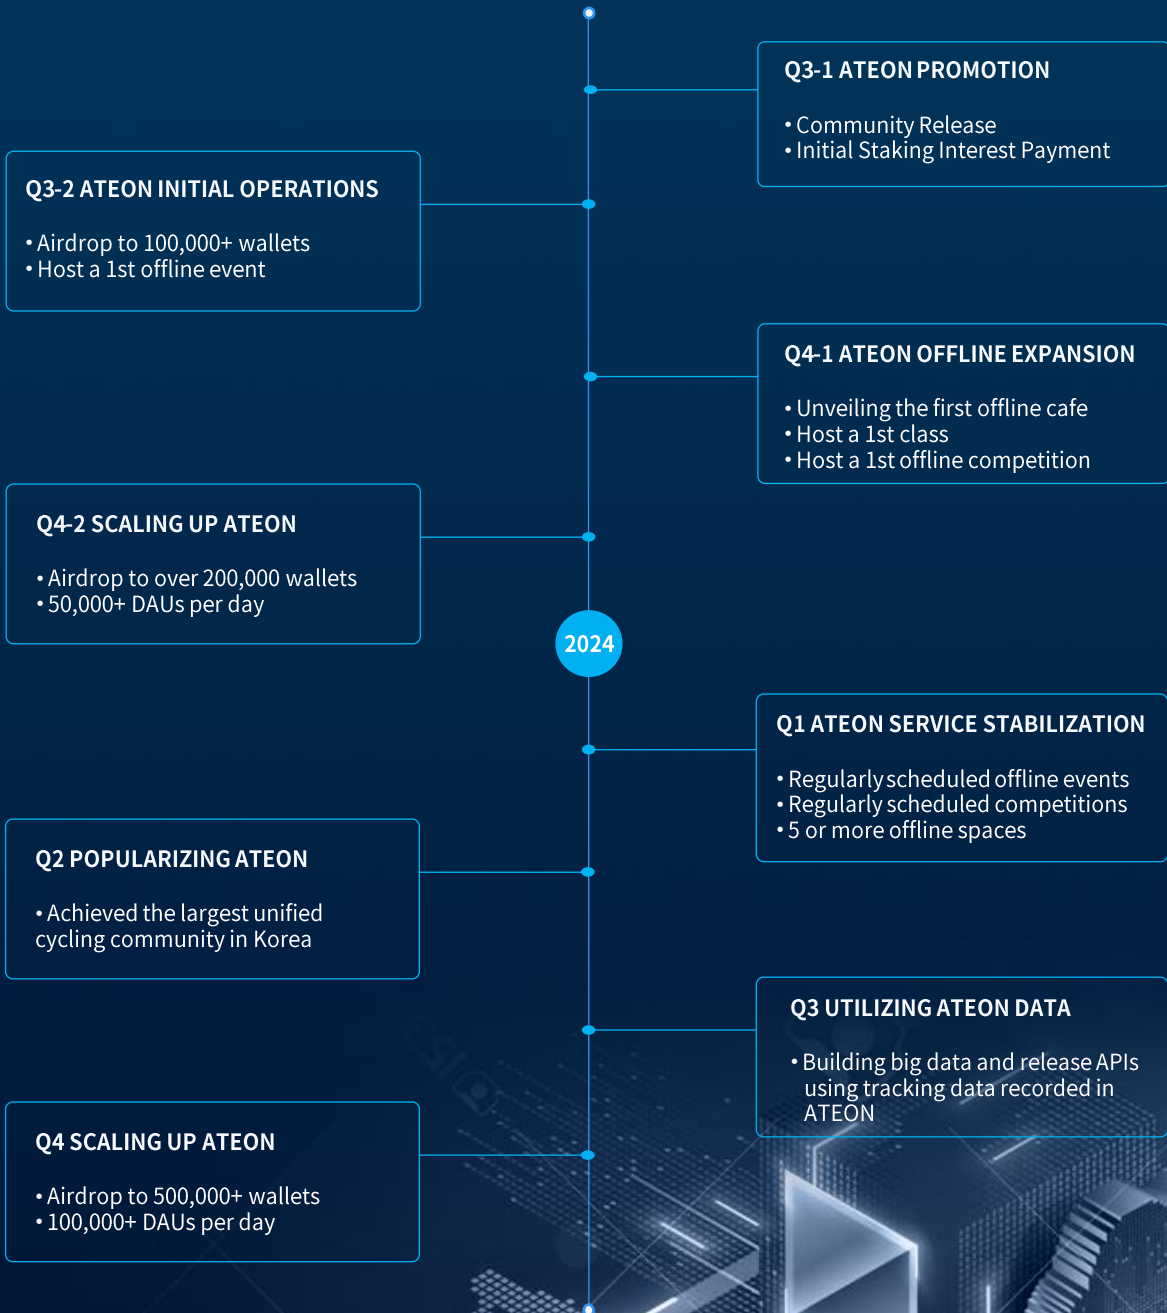 Q3-1 ATEON PROMOTION
• Community Release
• Initial Staking Interest Payment
Q3-2 ATEON INITIAL OPERATIONS
• Airdrop to 100,000+ wallets
• Host a 1st offline event
Q4-1 ATEON OFFLINE EXPANSION
• Unveiling the first offline cafe
• Host a 1st class
• Host a 1st offline competition
Q4-2 SCALING UP ATEON
• Airdrop to over 200,000 wallets
• 50,000+ DAUs per day
2024
Q1 ATEON SERVICE STABILIZATION
• Regularly scheduled offline events
• Regularly scheduled competitions
• 5 or more offline spaces
Q2 POPULARIZING ATEON
• Achieved the largest unified
cycling community in Korea
Q3 UTILIZING ATEON DATA
• Building big data and release APIs
using tracking data recorded in
ATEON
Q4 SCALING UP ATEON
• Airdrop to 500,000+ wallets
• 100,000+ DAUs per day